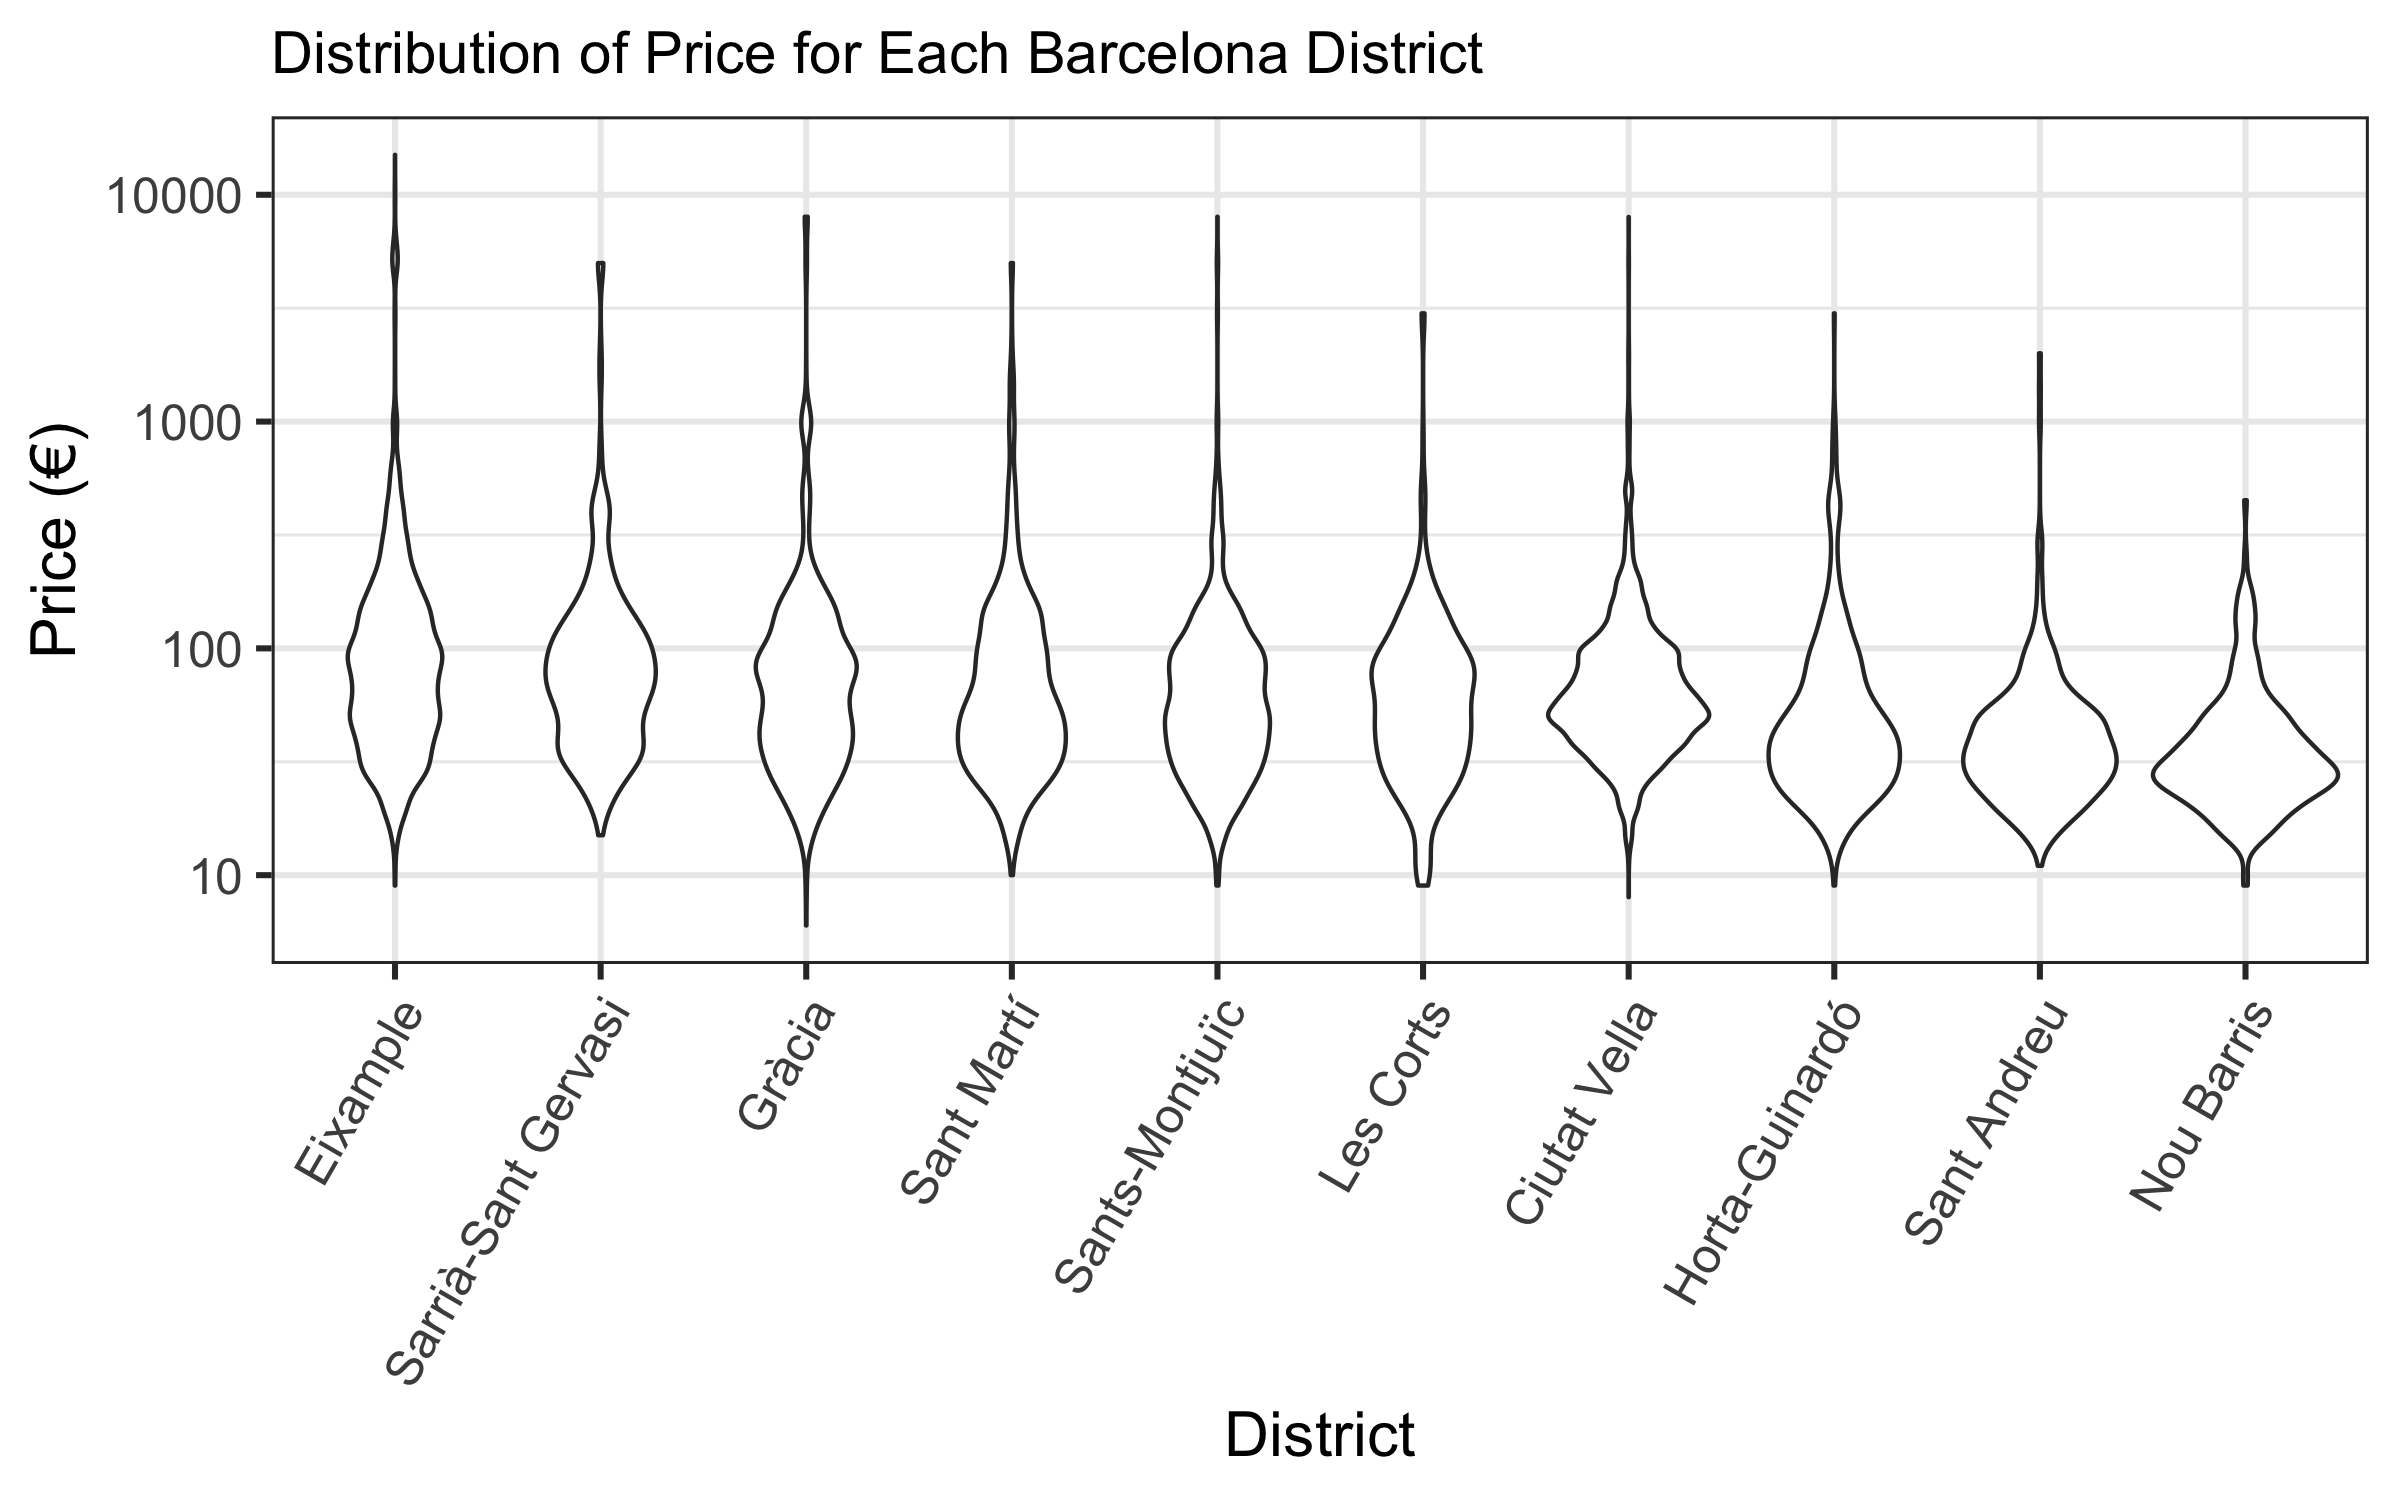 Distribution of Price for Each Barcelona District
Price (€)
10000
1000
100
10
Eixample
Sarrià-Sant Gervasi
Gràcia
Sant Martí
Sants-Montjuïc
Les Corts
Ciutat Vella
Horta-Guinardó
Sant Andreu
Nou Barris
District